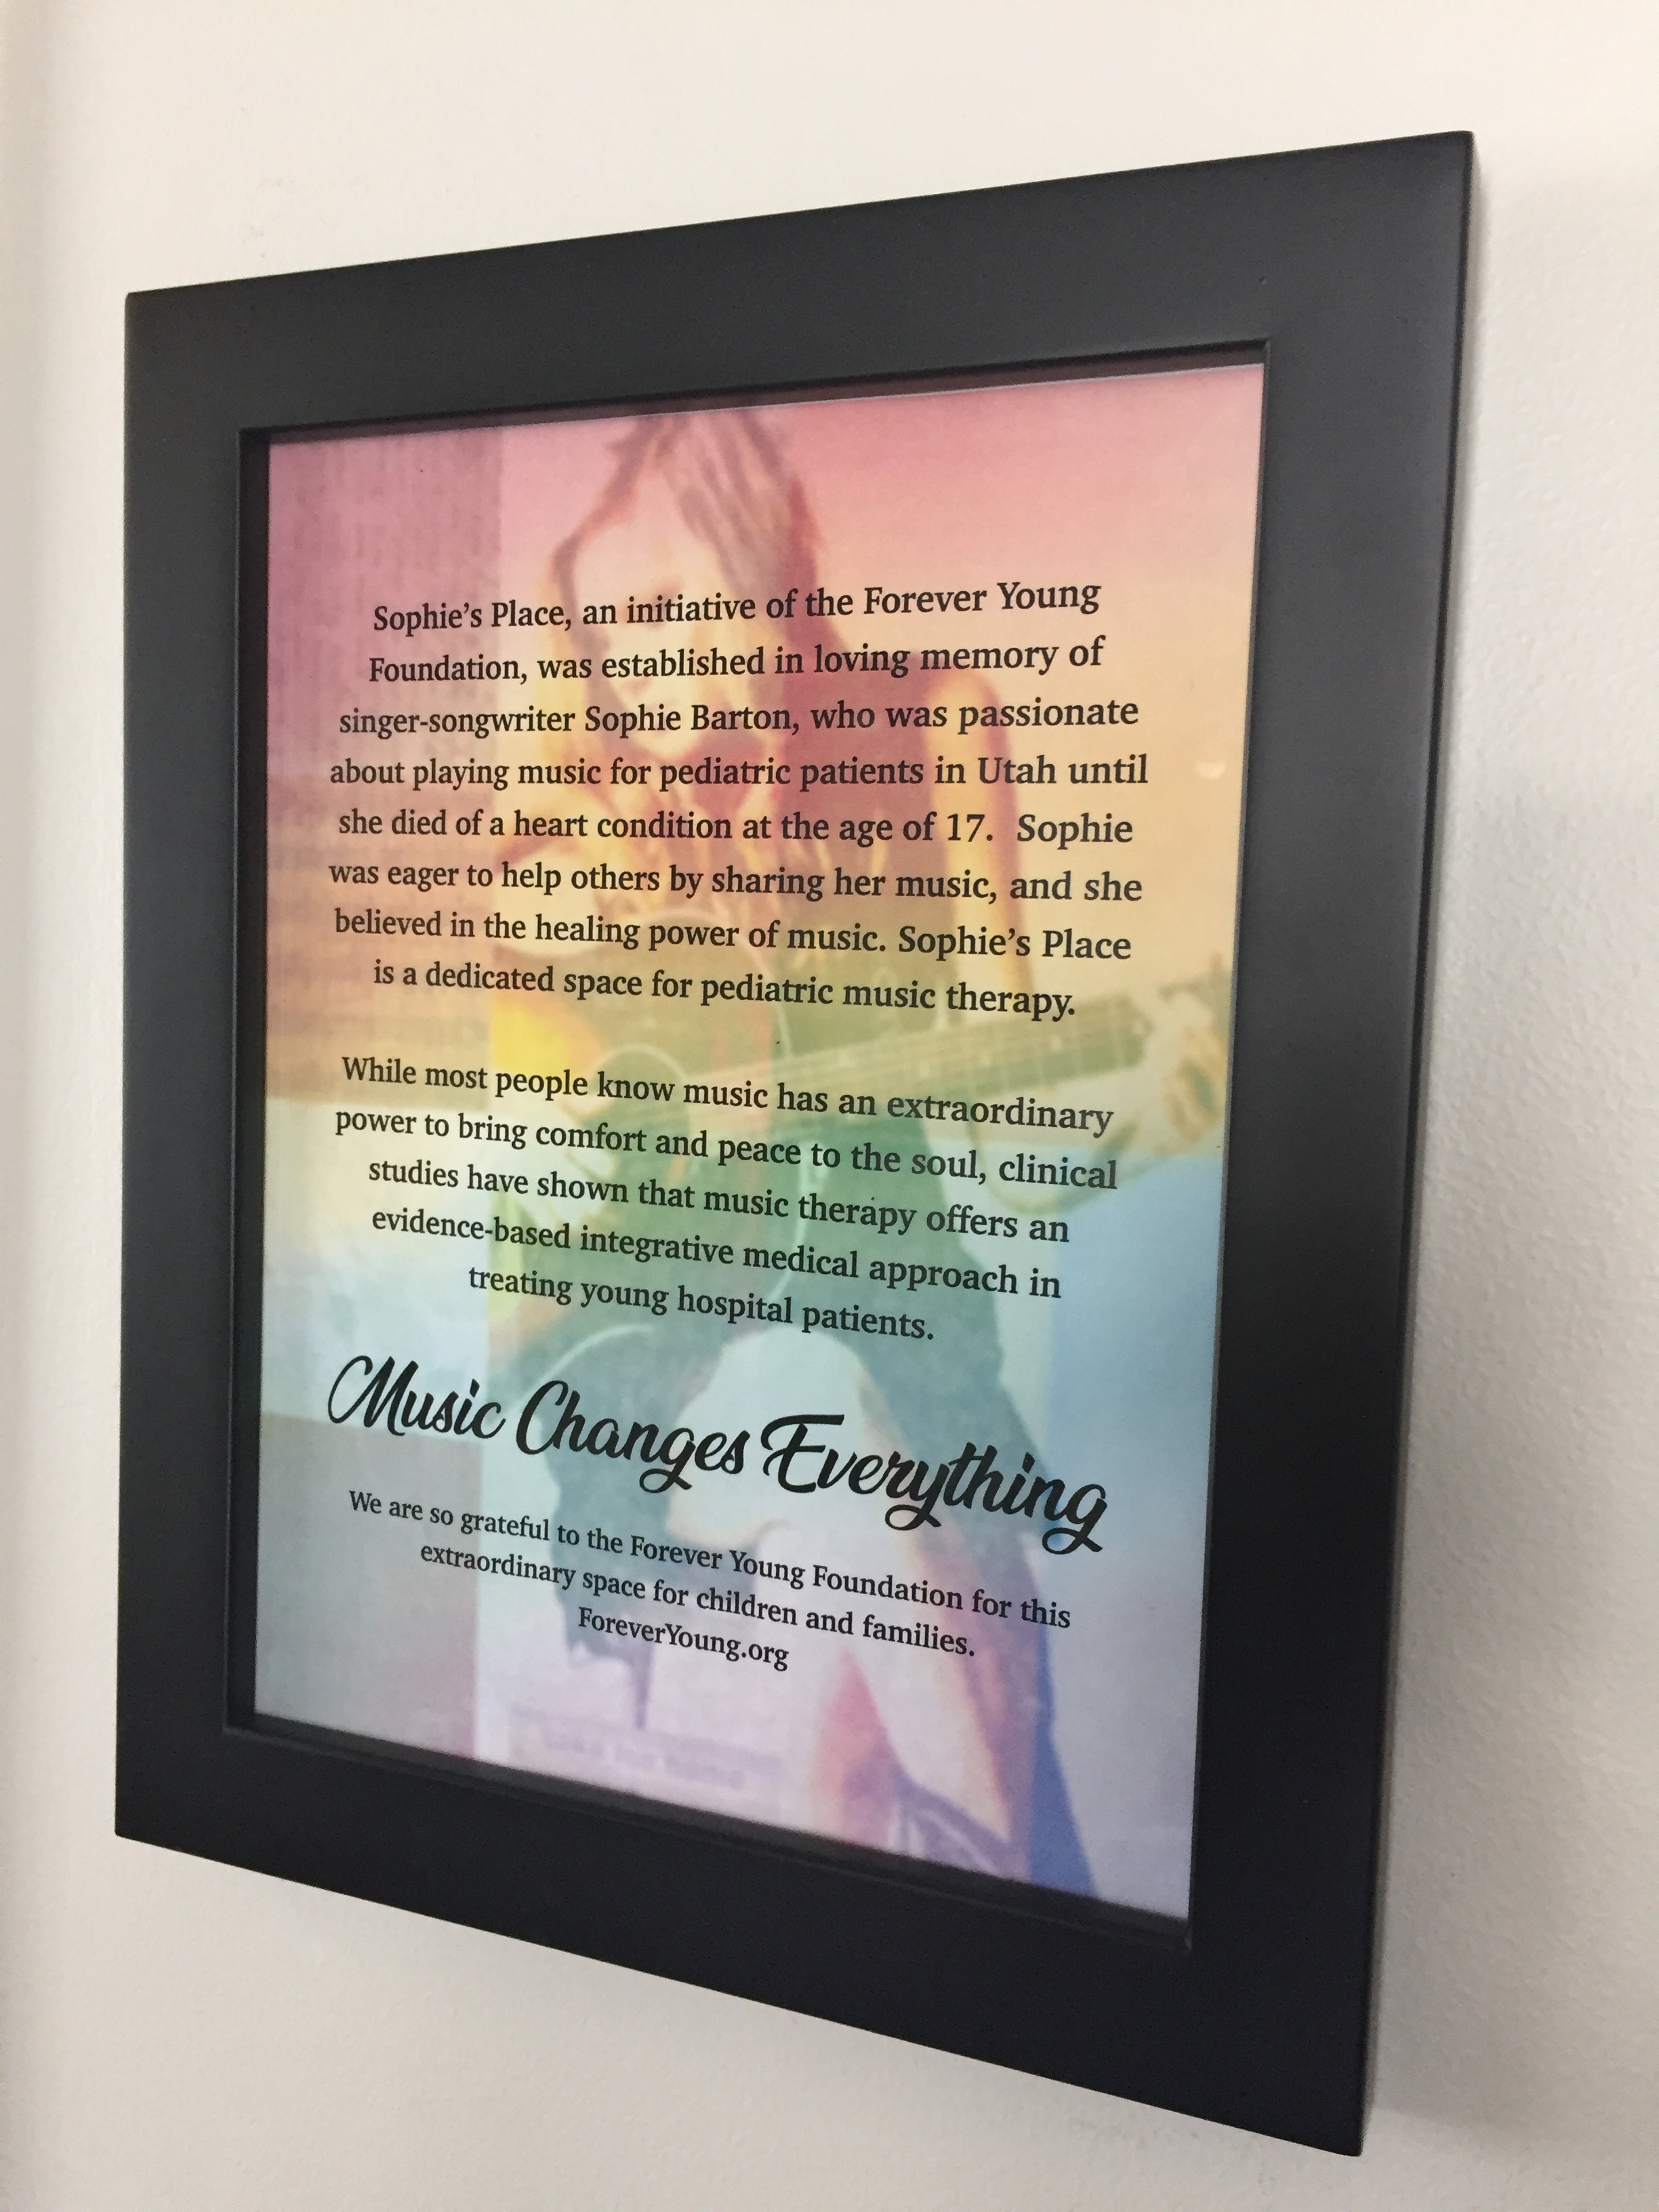 Sophie's Place, an initiative of the Forever Young
Foundation, was established in loving memory of
singer-songwriter Sophie Barton, who was passionate
about playing music for pediatric patients in Utah until
she died of a heart condition at the age of 17.  Sophie
was eager to help others by sharing her music, and she
believed in the healing power of music. Sophie's Place
is a dedicated space for pediatric music therapy.
While most people know music has an extraordinary
power to bring comfort and peace to the soul, clinical
studies have shown that music therapy offers an
evidence-based integrative medical approach in
treating young hospital patients.
Music Changes Everything
We are so grateful to the Forever Young Foundation for this
extraordinary space for children and families.
ForeverYoung.org